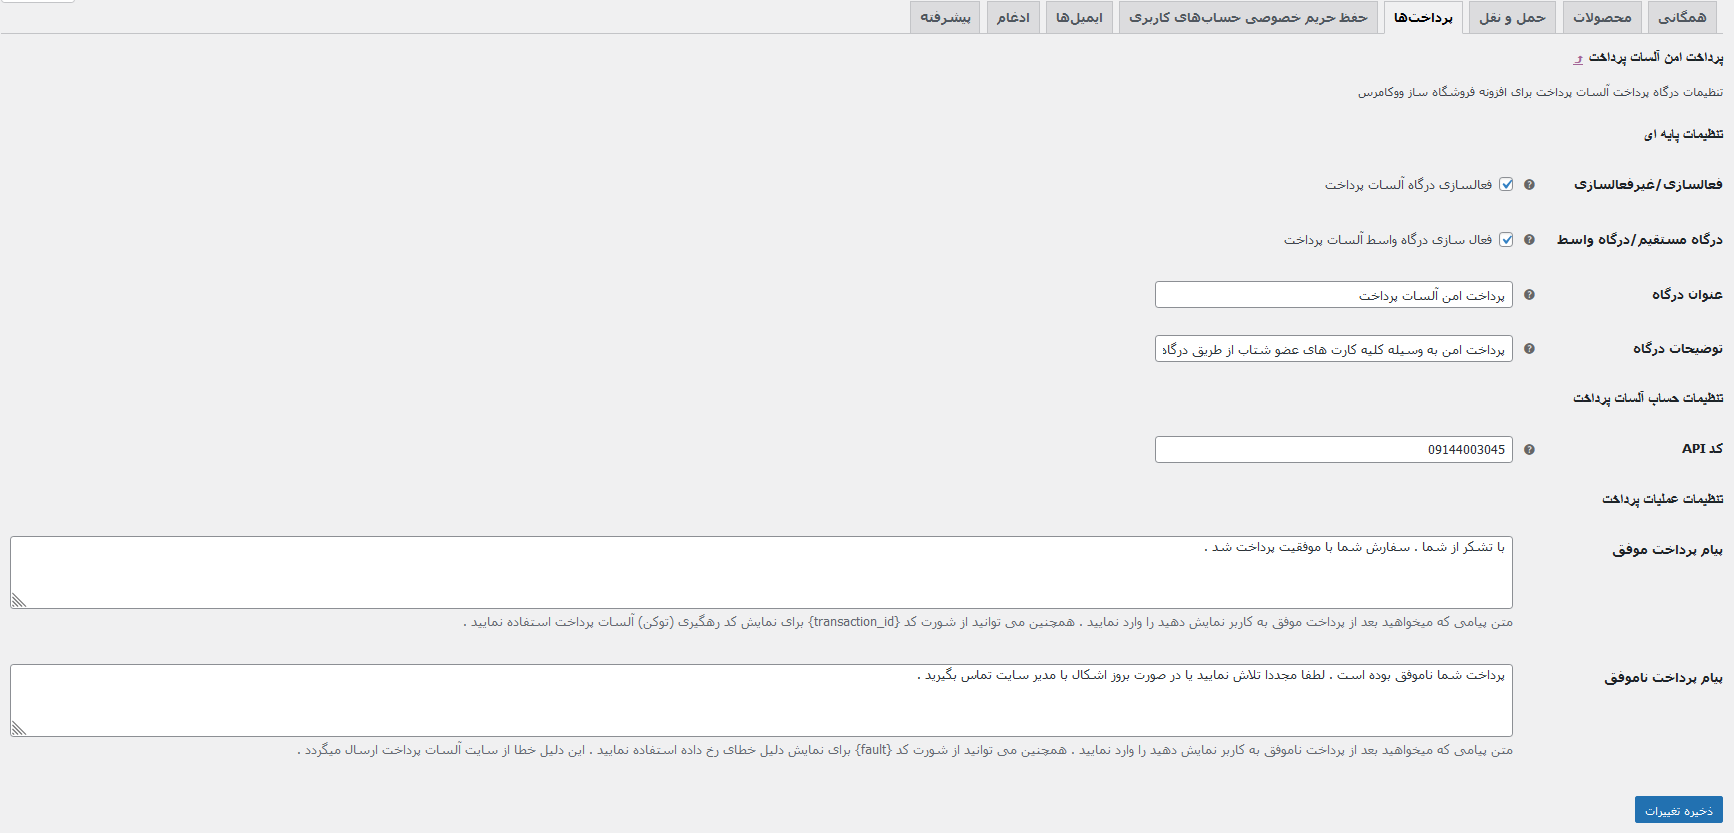 همگانی
محصولات
حمل و نقل
پرداخت‌ها
حفظ حریم خصوصی حساب‌های کاربری
ایمیل‌ها
ادغام
پیشرفته
پرداخت امن آلسات پرداخت ⤴
تنظیمات درگاه پرداخت آلسات پرداخت برای افزونه فروشگاه ساز ووکامرس
تنظیمات پایه ای
فعالسازی/غیرفعالسازی
فعالسازی درگاه آلسات پرداخت
درگاه مستقیم/درگاه واسط
فعال سازی درگاه واسط آلسات پرداخت
عنوان درگاه
پرداخت امن آلسات پرداخت
توضیحات درگاه
پرداخت امن به وسیله کلیه کارت های عضو شتاب از طریق درگاه
تنظیمات حساب آلسات پرداخت
کد API
09144003045
تنظیمات عملیات پرداخت
پیام پرداخت موفق
با تشکر از شما . سفارش شما با موفقیت پرداخت شد .
متن پیامی که میخواهید بعد از پرداخت موفق به کاربر نمایش دهید را وارد نمایید . همچنین می توانید از شورت کد {transaction_id} برای نمایش کد رهگیری (توکن) آلسات پرداخت استفاده نمایید .
پیام پرداخت ناموفق
پرداخت شما ناموفق بوده است . لطفا مجددا تلاش نمایید یا در صورت بروز اشکال با مدیر سایت تماس بگیرید .
متن پیامی که میخواهید بعد از پرداخت ناموفق به کاربر نمایش دهید را وارد نمایید . همچنین می توانید از شورت کد {fault} برای نمایش دلیل خطای رخ داده استفاده نمایید . این دلیل خطا از سایت آلسات پرداخت ارسال میگردد .
ذخیره تغییرات